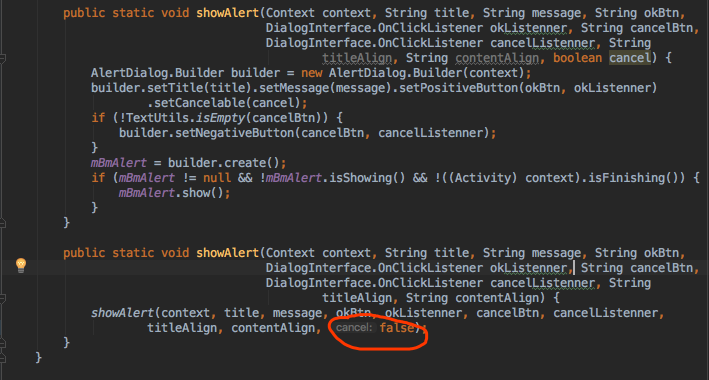 public static void showAlert(Context context, String title, String message, String okBtn,
DialogInterface.OnClickListener okListenner, String cancelBtn,
DialogInterface.OnClickListener cancelListenner, String
titleAlign, String contentAlign, boolean cancel) {
AlertDialog.Builder builder = new AlertDialog.Builder(context);
builder.setTitle(title).setMessage(message).setPositiveButton(okBtn, okListenner)
.setCancelable(cancel);
if (!TextUtils.isEmpty(cancelBtn)) {
builder.setNegativeButton(cancelBtn, cancelListenner);
}
mBmAlert = builder.create();
if (mBmAlert != null && !mBmAlert.isShowing() && !((Activity) context).isFinishing()) {
mBmAlert.show();
}
}
public static void showAlert(Context context, String title, String message, String okBtn,
DialogInterface.OnClickListener okListenner, String cancelBtn,
DialogInterface.OnClickListener cancelListenner, String
titleAlign, String contentAlign) {
showAlert(context, title, message, okBtn, okListenner, cancelBtn, cancelListenner,
titleAlign, contentAlign, cancel: false);
}
}